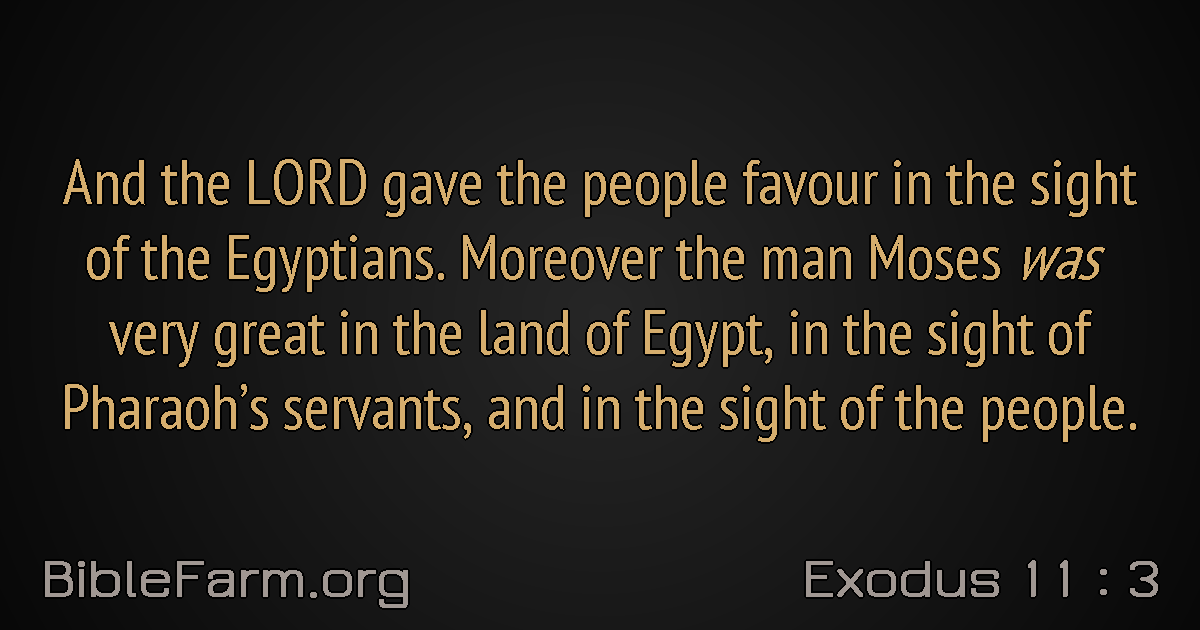 And the LORD gave the people favour in the sight
of the Egyptians. Moreover the man Moses was
very great in the land of Egypt, in the sight of
Pharaoh’s servants, and in the sight of the people.
BibleFarm.org
Exodus 11 : 3